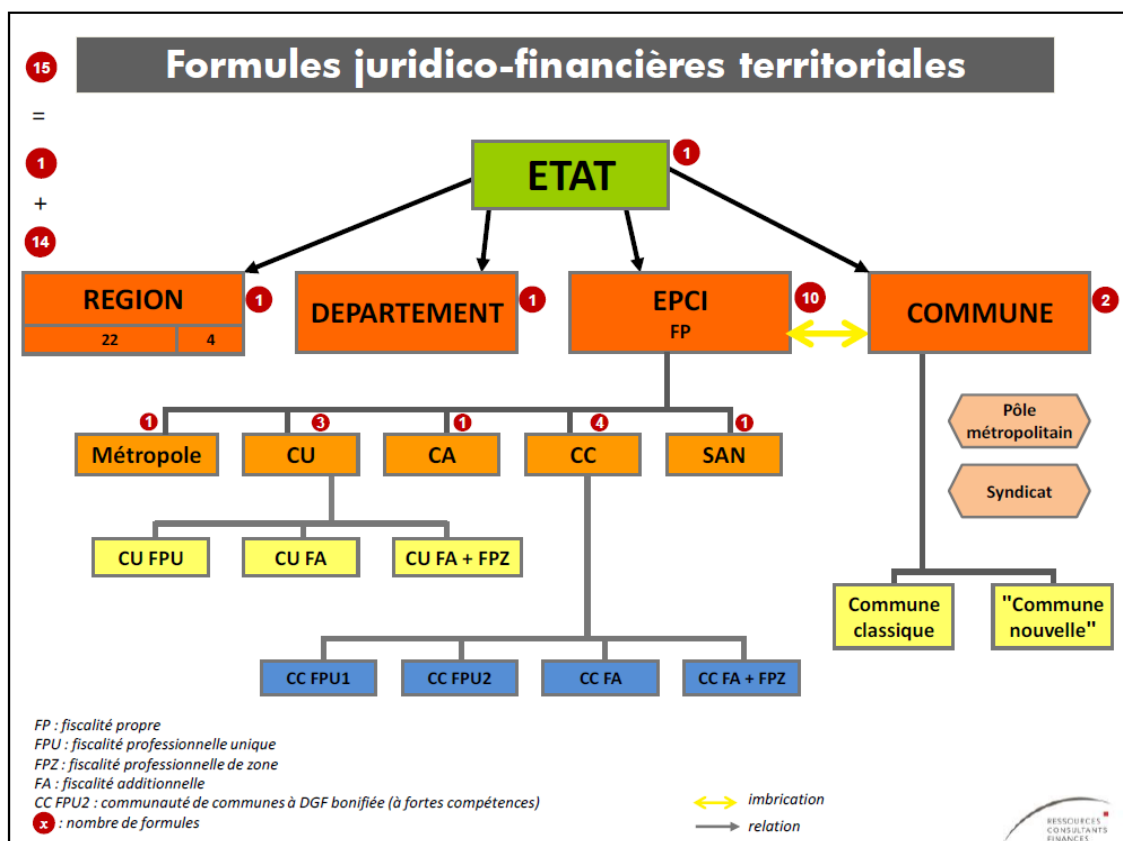 15
Formules juridico-financières territoriales
=
1
+
14
ETAT
1
REGION
1
22
4
DEPARTEMENT
1
EPCI
FP
10
COMMUNE
2
1
3
1
4
1
Métropole
CU
CA
CC
SAN
Pôle
métropolitain
Syndicat
CU FPU
CU FA
CU FA + FPZ
Commune
classique
"Commune
nouvelle"
CC FPU1
CC FPU2
CC FA
CC FA + FPZ
FP : fiscalité propre
FPU : fiscalité professionnelle unique
FPZ : fiscalité professionnelle de zone
FA : fiscalité additionnelle
CC FPU2 : communauté de communes à DGF bonifiée (à fortes compétences)
x : nombre de formules
imbrication
relation
RESSOURCES
CONSULTANTS
FINANCES